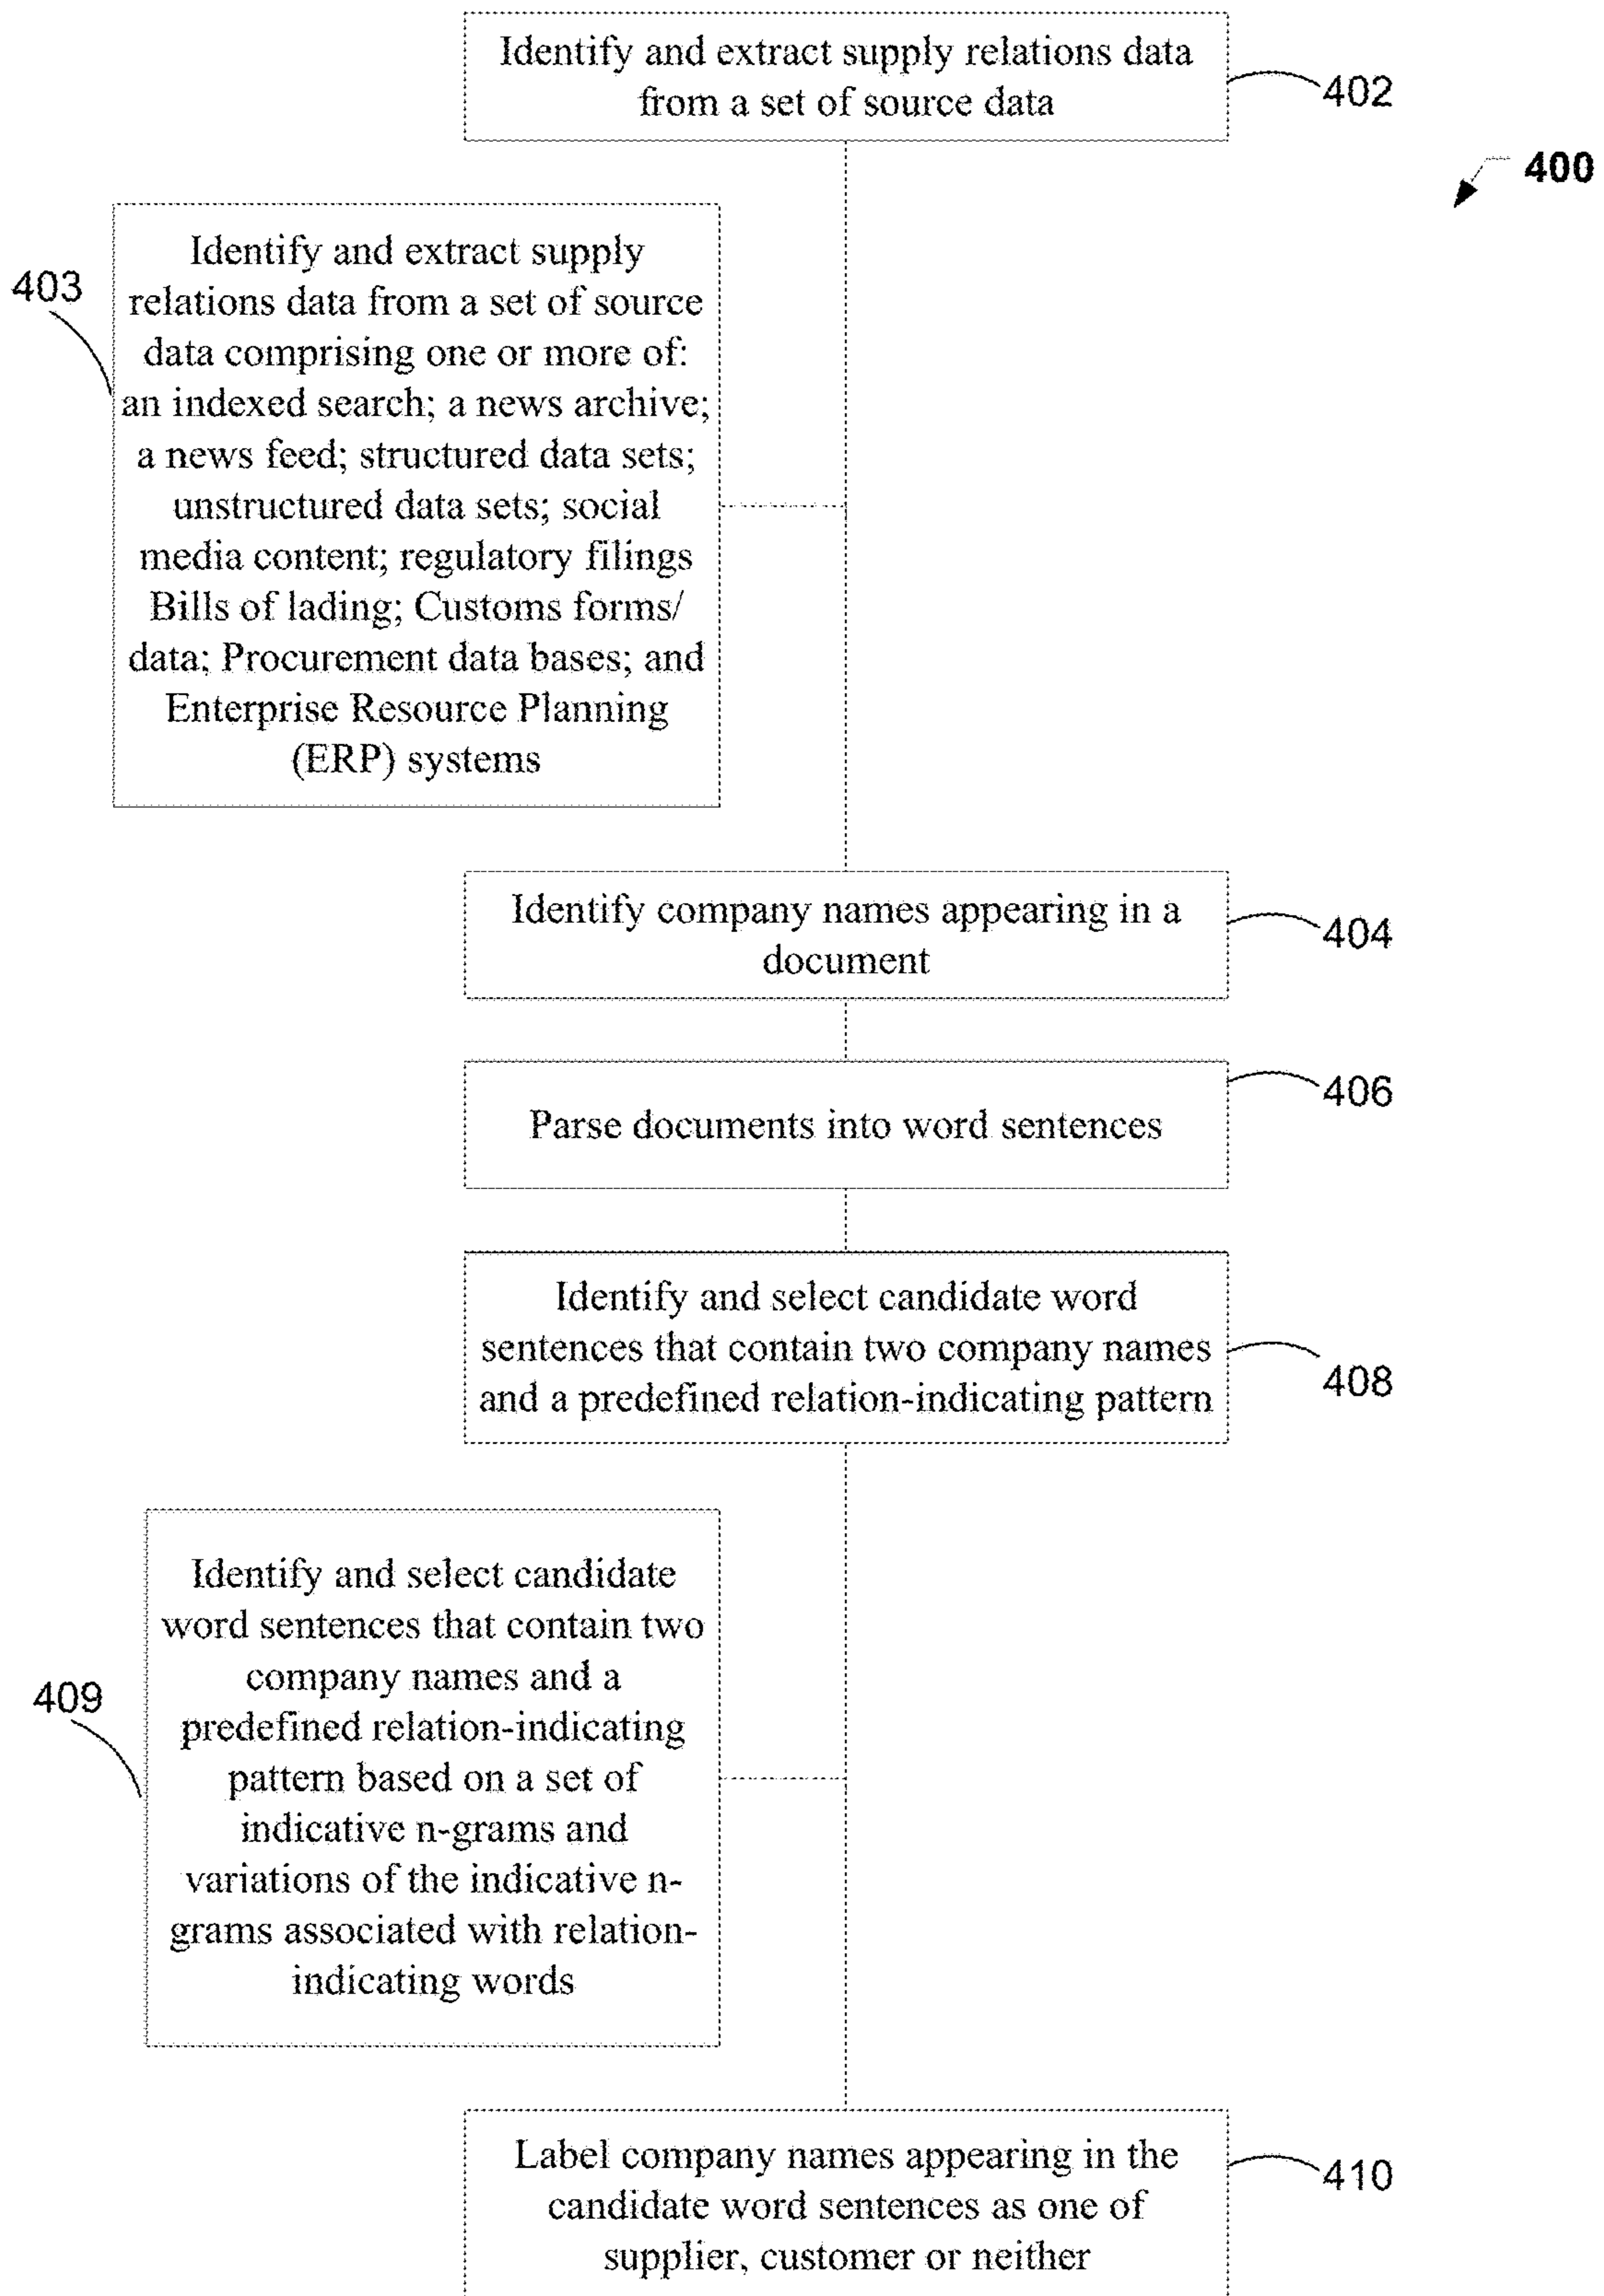 Identify and extract supply relations data
from a set of source data
402
400
403
Identify and extract supply
relations data from a set of source
data comprising one or more of:
an indexed search; a news archive;
a news feed; structured data sets;
unstructured data sets; social
media content; regulatory filings
Bills of lading; Customs forms/
data; Procurement data bases; and
Enterprise Resource Planning
(ERP) systems
Identify company names appearing in a
document
404
Parse documents into word sentences
406
Identify and select candidate word
sentences that contain two company names
and a predefined relation-indicating pattern
408
409
Identify and select candidate
word sentences that contain two
company names and a
predefined relation-indicating
pattern based on a set of
indicative n-grams and
variations of the indicative n-
grams associated with relation-
indicating words
Label company names appearing in the
candidate word sentences as one of
supplier, customer or neither
410